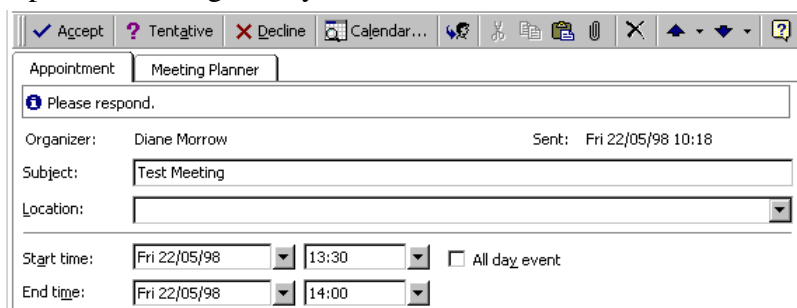 Accept ? Tentative Decline Calendar...
Appointment Meeting Planner
Please respond.
Organizer: Diane Morrow Sent: Fri 22/05/98 10:18
Subject: Test Meeting
Location:
Start time: Fri 22/05/98 13:30 All day event
End time: Fri 22/05/98 14:00